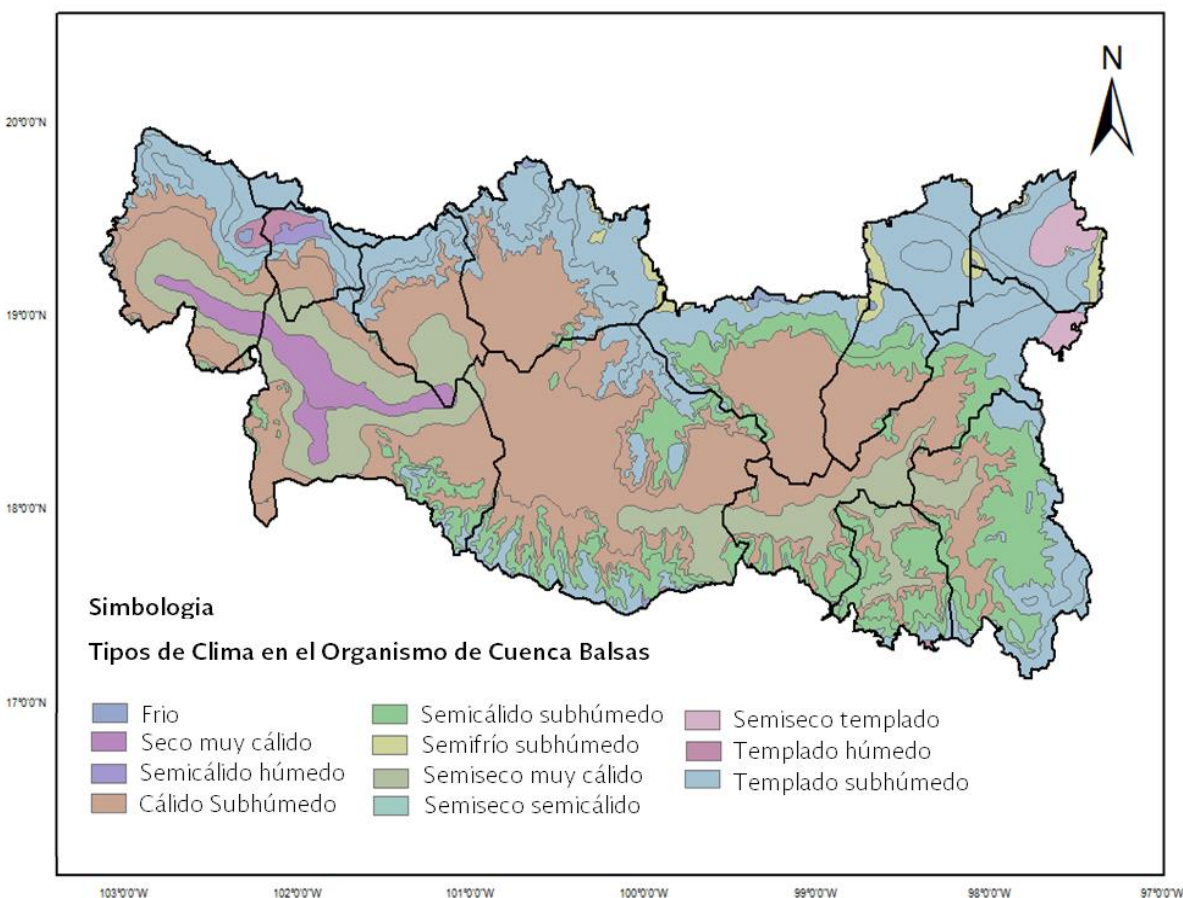 N
20°0'0"N
19°0'0"N
18°0'0"N
17°0'0"N
Simbologia
Tipos de Clima en el Organismo de Cuenca Balsas
Frio
Seco muy cálido
Semicálido húmedo
Cálido Subhúmedo
Semicálido subhúmedo
Semifrío subhúmedo
Semiseco muy cálido
Semiseco semicálido
Semiseco templado
Templado húmedo
Templado subhúmedo
103°0'0"W 102°0'0"W 101°0'0"W 100°0'0"W 99°0'0"W 98°0'0"W 97°0'0"W